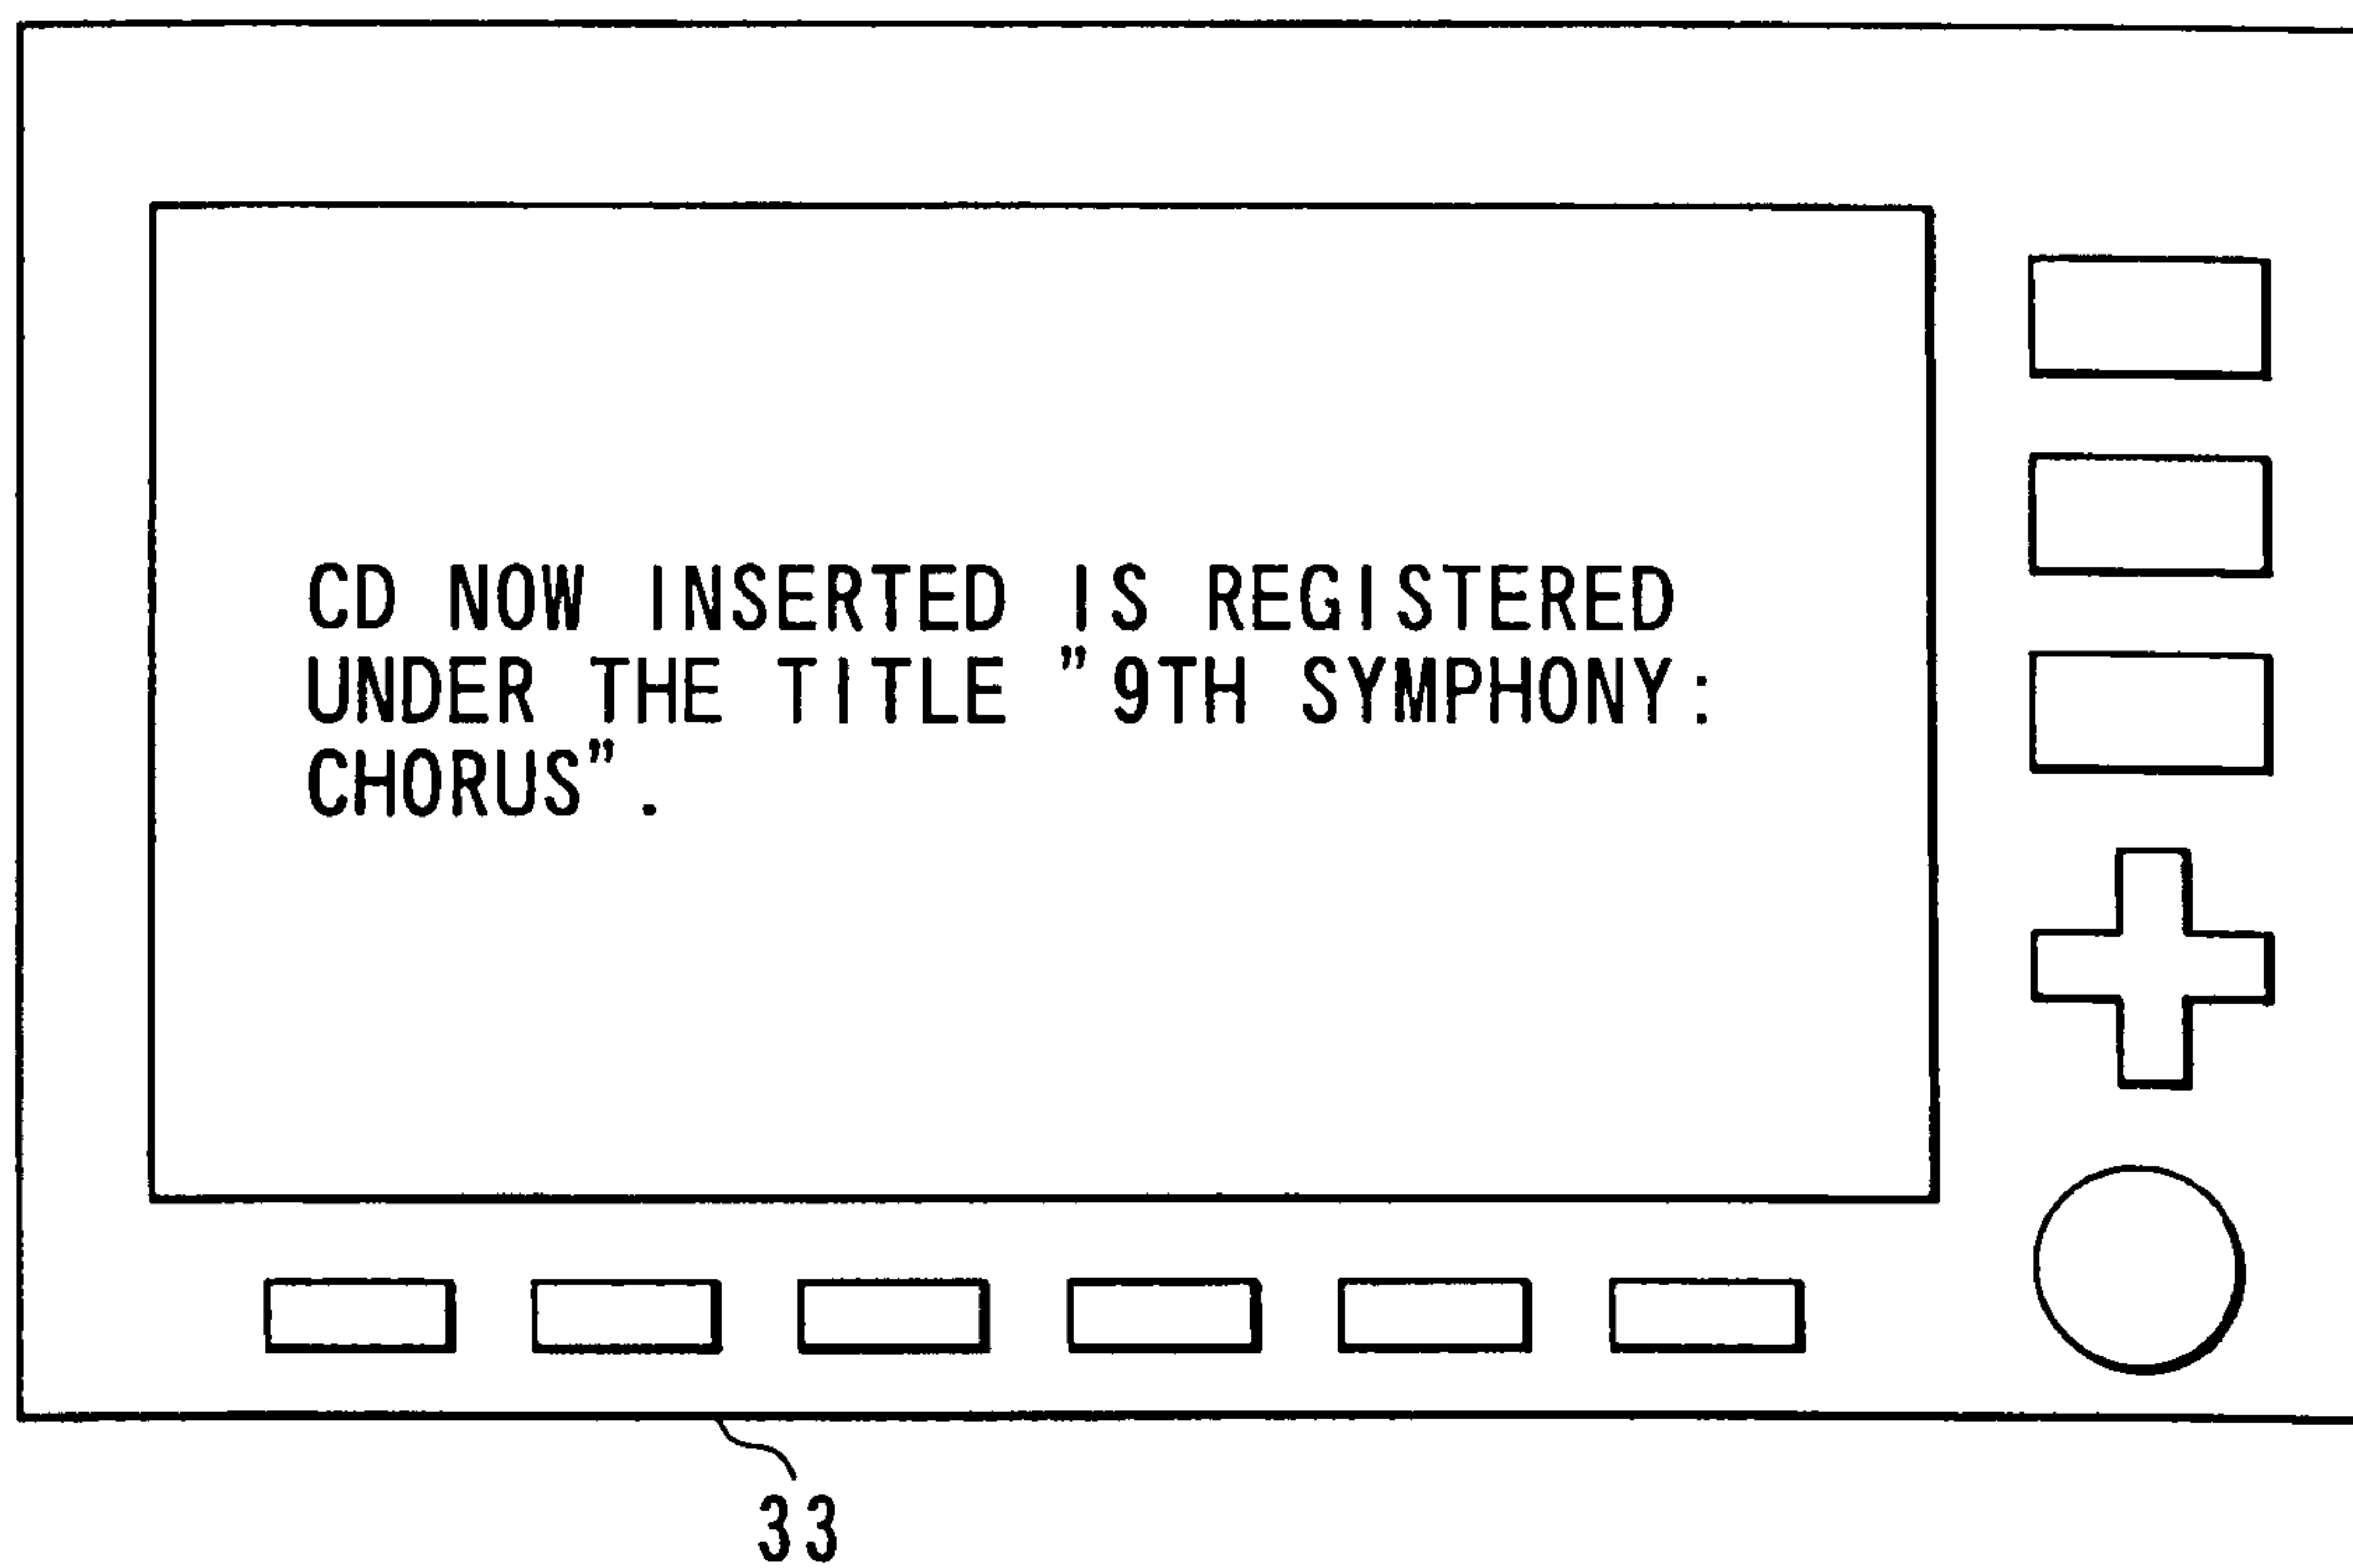 CD NOW INSERTED IS REGISTERED
UNDER THE TITLE ”9TH SYMPHONY:
CHORUS”.
33